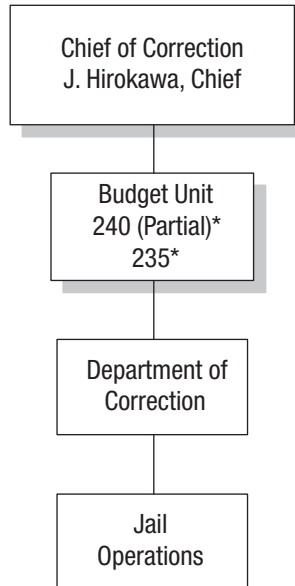 Chief of Correction
J. Hirokawa, Chief
Budget Unit
240 (Partial)*
235*
Department of
Correction
Jail
Operations